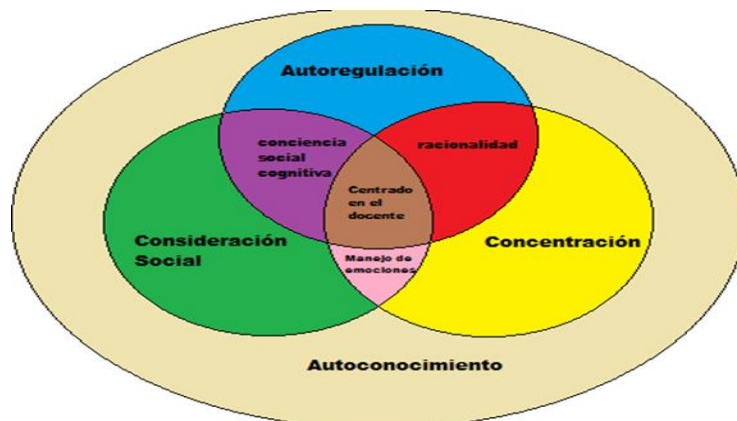 Autoregulación
conciencia
social
cognitiva
racionalidad
Centrado
en el
docente
Consideración
Social
Concentración
Manejo de
emociones
Autoconocimiento